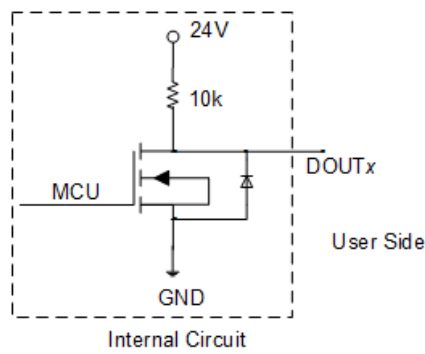 24V
10k
DOUTx
MCU
User Side
GND
Internal Circuit